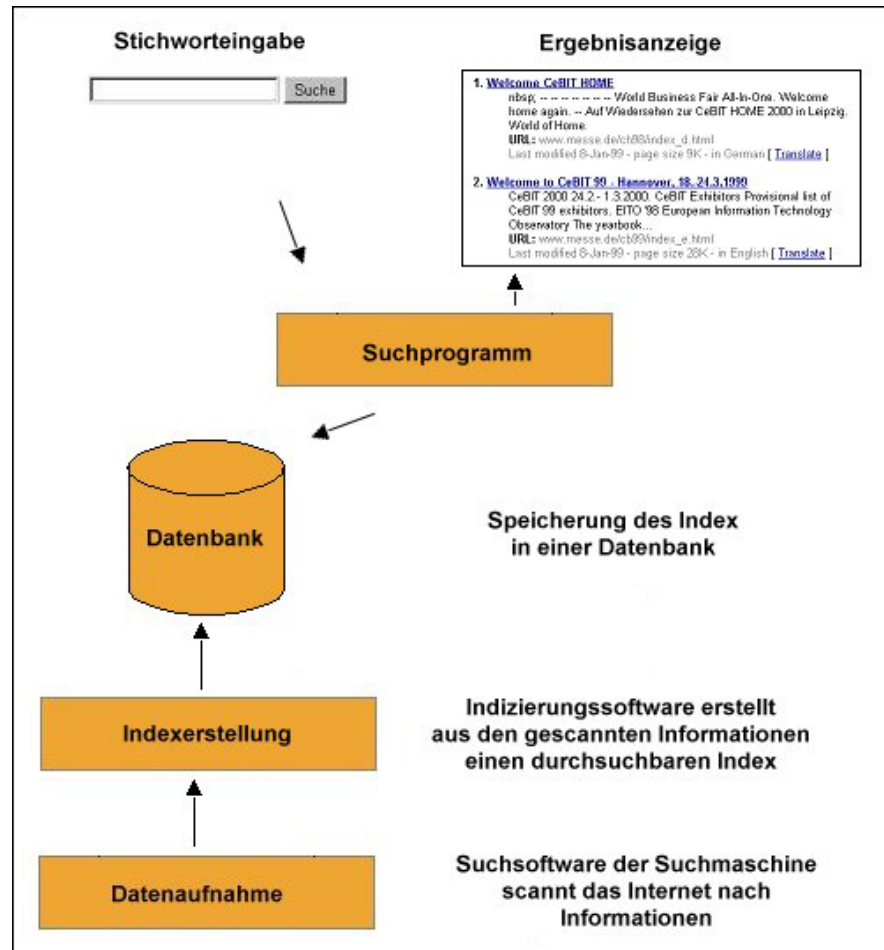 Stichworteingabe
Suche
Ergebnisanzeige
1. Welcome CeBIT HOME
nbsp; -- -- -- -- -- -- -- World Business Fair All-In-One. Welcome
home again. -- Auf Wiedersehen zur CeBIT HOME 2000 in Leipzig.
World of Home.
URL: www.messe.de/ch98/index_d.html
Last modified 8-Jan-99 - page size 9K - in German [ Translate ]
2. Welcome to CeBIT 99 - Hannover, 18.-24.3.1999
CeBIT 2000 24.2.- 1.3.2000. CeBIT Exhibitors Provisional list of
CeBIT 99 exhibitors. EITO '98 European Information Technology
Observatory The yearbook...
URL: www.messe.de/cb99/index_e.html
Last modified 8-Jan-99 - page size 28K - in English [ Translate ]
Suchprogramm
Datenbank
Speicherung des Index
in einer Datenbank
Indexerstellung
Indizierungssoftware erstellt
aus den gescannten Informationen
einen durchsuchbaren Index
Datenaufnahme
Suchsoftware der Suchmaschine
scannt das Internet nach
Informationen